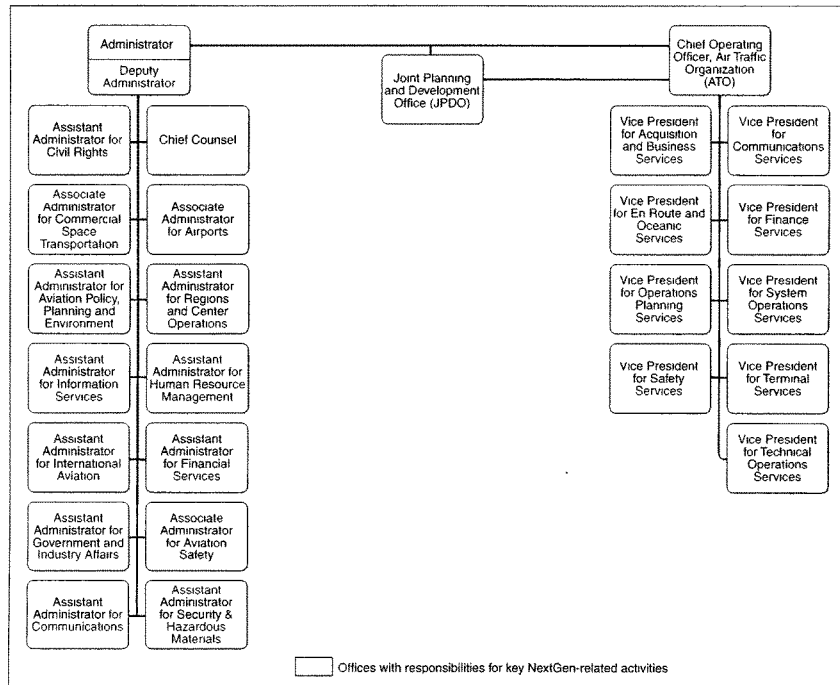 Administrator
Deputy
Administrator
Joint Planning
and Development
Office (JPDO)
Chief Operating
Officer, Air Traffic
Organization
(ATO)
Assistant
Administrator for
Civil Rights
Chief Counsel
Associate
Administrator
for Commercial
Space
Transportation
Associate
Administrator
for Airports
Assistant
Administrator for
Aviation Policy,
Planning and
Environment
Assistant
Administrator
for Regions
and Center
Operations
Assistant
Administrator
for Information
Services
Assistant
Administrator for
Human Resource
Management
Assistant
Administrator
for International
Aviation
Assistant
Administrator
for Financial
Services
Assistant
Administrator for
Government and
Industry Affairs
Associate
Administrator
for Aviation
Safety
Assistant
Administrator for
Communications
Assistant
Administrator
for Security &
Hazardous
Materials
Vice President
for Acquisition
and Business
Services
Vice President
for
Communications
Services
Vice President
for En Route and
Oceanic
Services
Vice President
for Finance
Services
Vice President
for Operations
Planning
Services
Vice President
for System
Operations
Services
Vice President
for Safety
Services
Vice President
for Terminal
Services
Vice President
for Technical
Operations
Services
Offices with responsibilities for key NextGen-related activities